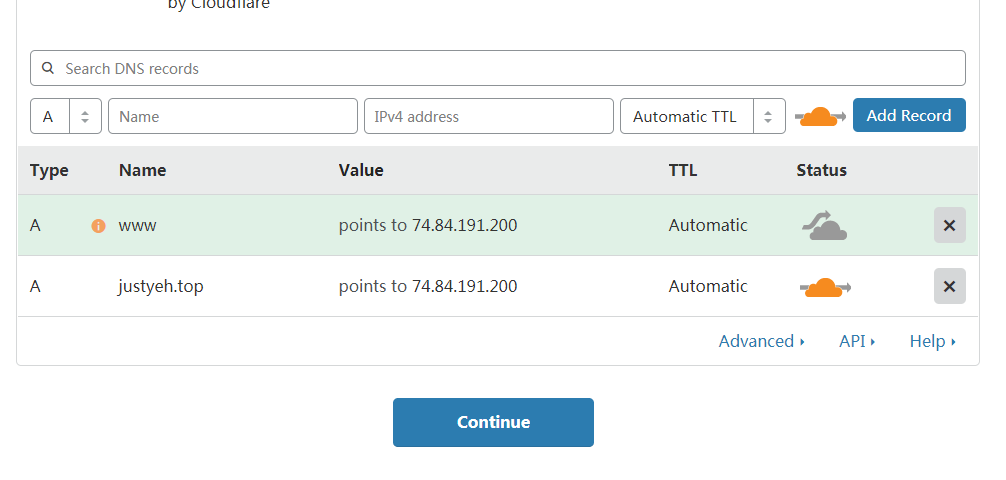 by Cloudflare
Search DNS records
A Name IPv4 address Automatic TTL Add Record
Type Name Value TTL Status
A www points to 74.84.191.200 Automatic
A justyeh.top points to 74.84.191.200 Automatic
Advanced API Help
Continue